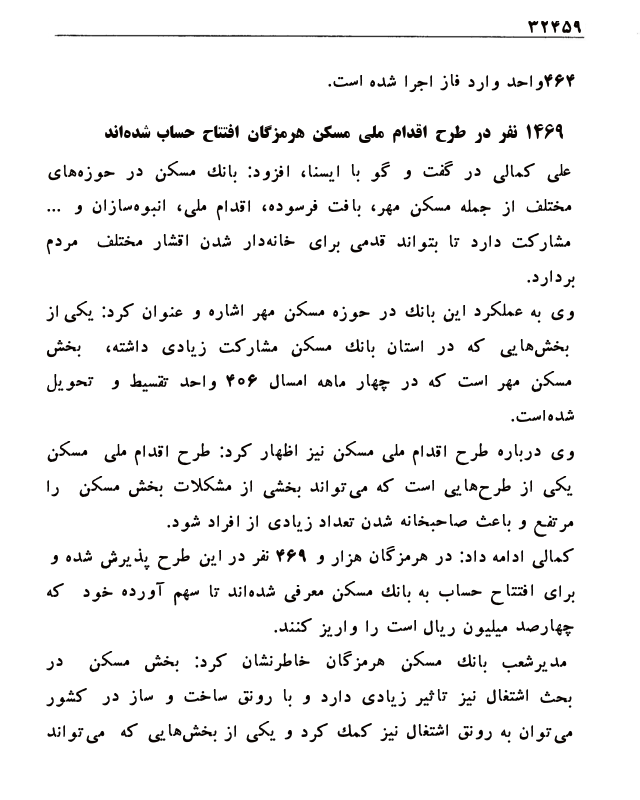 ۳۲۴۵۹
۴۶۴واحد وارد فاز اجرا شده است.
۱۴۶۹ نفر در طرح اقدام ملی مسکن هرمزگان افتتاح حساب شده‌اند
علی کمالی در گفت و گو با ایسنا، افزود: بانك مسکن در حوزه‌های
مختلف از جمله مسکن مهر، بافت فرسوده، اقدام ملی، انبوه‌سازان و ...
مشارکت دارد تا بتواند قدمی برای خانه‌دار شدن اقشار مختلف مردم
بردارد.
وی به عملکرد این بانك در حوزه مسکن مهر اشاره و عنوان کرد: یکی از
بخش‌هایی که در استان بانك مسکن مشارکت زیادی داشته، بخش
مسکن مهر است که در چهار ماهه امسال ۴۰۶ واحد تقسیط و تحویل
شده‌است.
وی درباره طرح اقدام ملی مسکن نیز اظهار کرد: طرح اقدام ملی مسکن
یکی از طرح‌هایی است که می‌تواند بخشی از مشکلات بخش مسکن را
مرتفع و باعث صاحبخانه شدن تعداد زیادی از افراد شود.
کمالی ادامه داد: در هرمزگان هزار و ۴۶۹ نفر در این طرح پذیرش شده و
برای افتتاح حساب به بانك مسکن معرفی شده‌اند تا سهم آورده خود که
چهارصد میلیون ریال است را واریز کنند.
مدیرشعب بانك مسکن هرمزگان خاطرنشان کرد: بخش مسکن در
بحث اشتغال نیز تاثیر زیادی دارد و با رونق ساخت و ساز در کشور
می‌توان به رونق اشتغال نیز کمك کرد و یکی از بخش‌هایی که می‌تواند